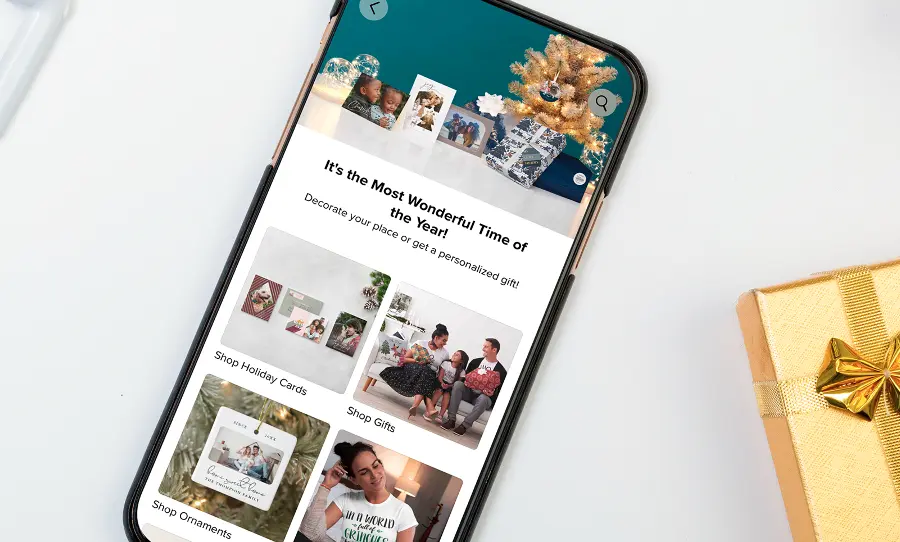 It's the Most Wonderful Time of
the Year!
Decorate your place or get a personalized gift!
Shop Holiday Cards
Shop Gifts
SINCE
home sweet home
THE THOMPSON FAMILY
Shop Ornaments
IN A WORLD
full of a
GRINCHES